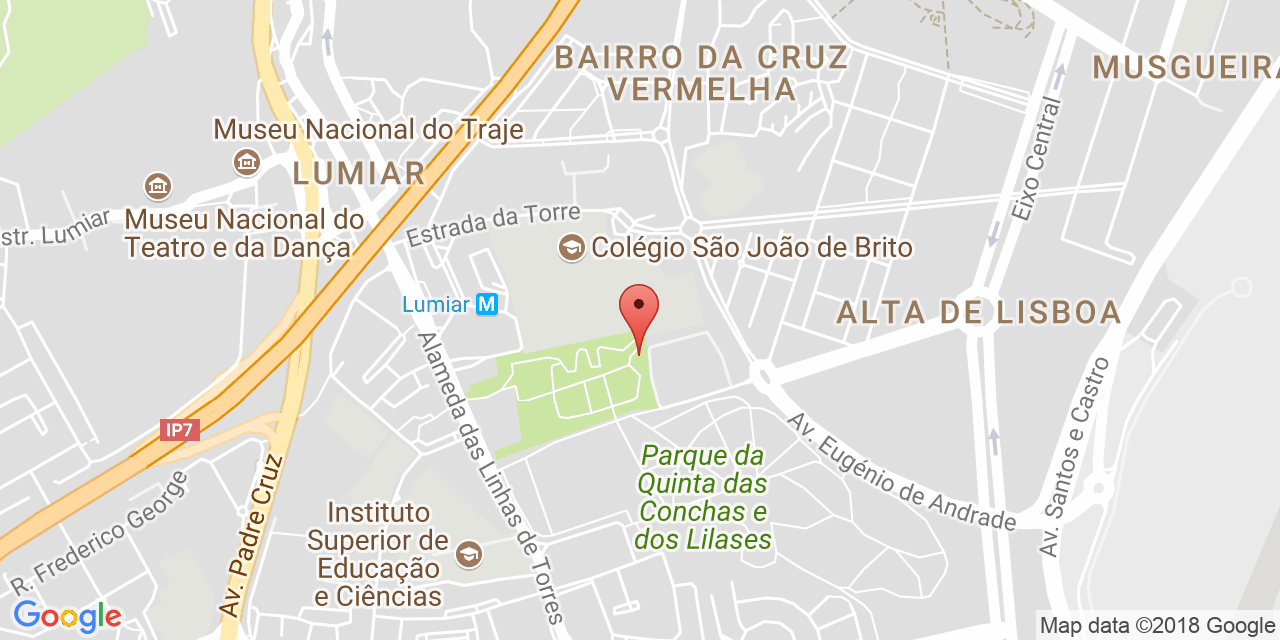 BAIRRO DA CRUZ
VERMELHA
MUSGUEIRA
Museu Nacional do Traje
LUMIAR
Eixo Central
Museu Nacional do
Teatro e da Dança
str. Lumiar
Estrada da Torre
Colégio São João de Brito
Lumiar M
ALTA DE LISBOA
Alameda das Linhas de Torres
IP7
Av. Santos e Castro
Av. Eugénio de Andrade
Parque da
Quinta das
Conchas e
dos Lilases
R. Frederico George
Av. Padre Cruz
Instituto
Superior de
Educação
e Ciências
Google
Map data ©2018 Google